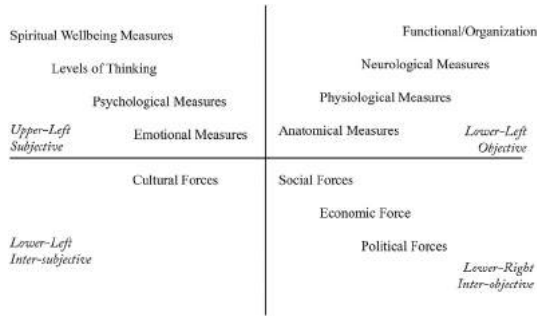 Spiritual Wellbeing Measures
Levels of Thinking
Psychological Measures
Emotional Measures
Upper-Left
Subjective
Functional/Organization
Neurological Measures
Physiological Measures
Anatomical Measures
Lower-Left
Objective
Cultural Forces
Lower-Left
Inter-subjective
Social Forces
Economic Force
Political Forces
Lower-Right
Inter-objective